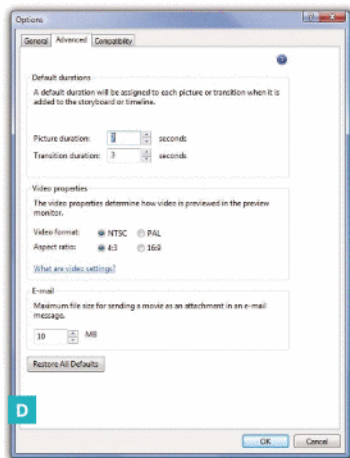 Options
General Advanced Compatibility
Default durations
A default duration will be assigned to each picture or transition when it is
added to the storyboard or timeline.
Picture duration: 7 seconds
Transition duration: 3 seconds
Video properties
The video properties determine how video is previewed in the preview
monitor.
Video format: NTSC PAL
Aspect ratio: 4:3 16:9
What are video settings?
E-mail
Maximum file size for sending a movie as an attachment in an e-mail
message.
10 MB
Restore All Defaults
D
OK Cancel